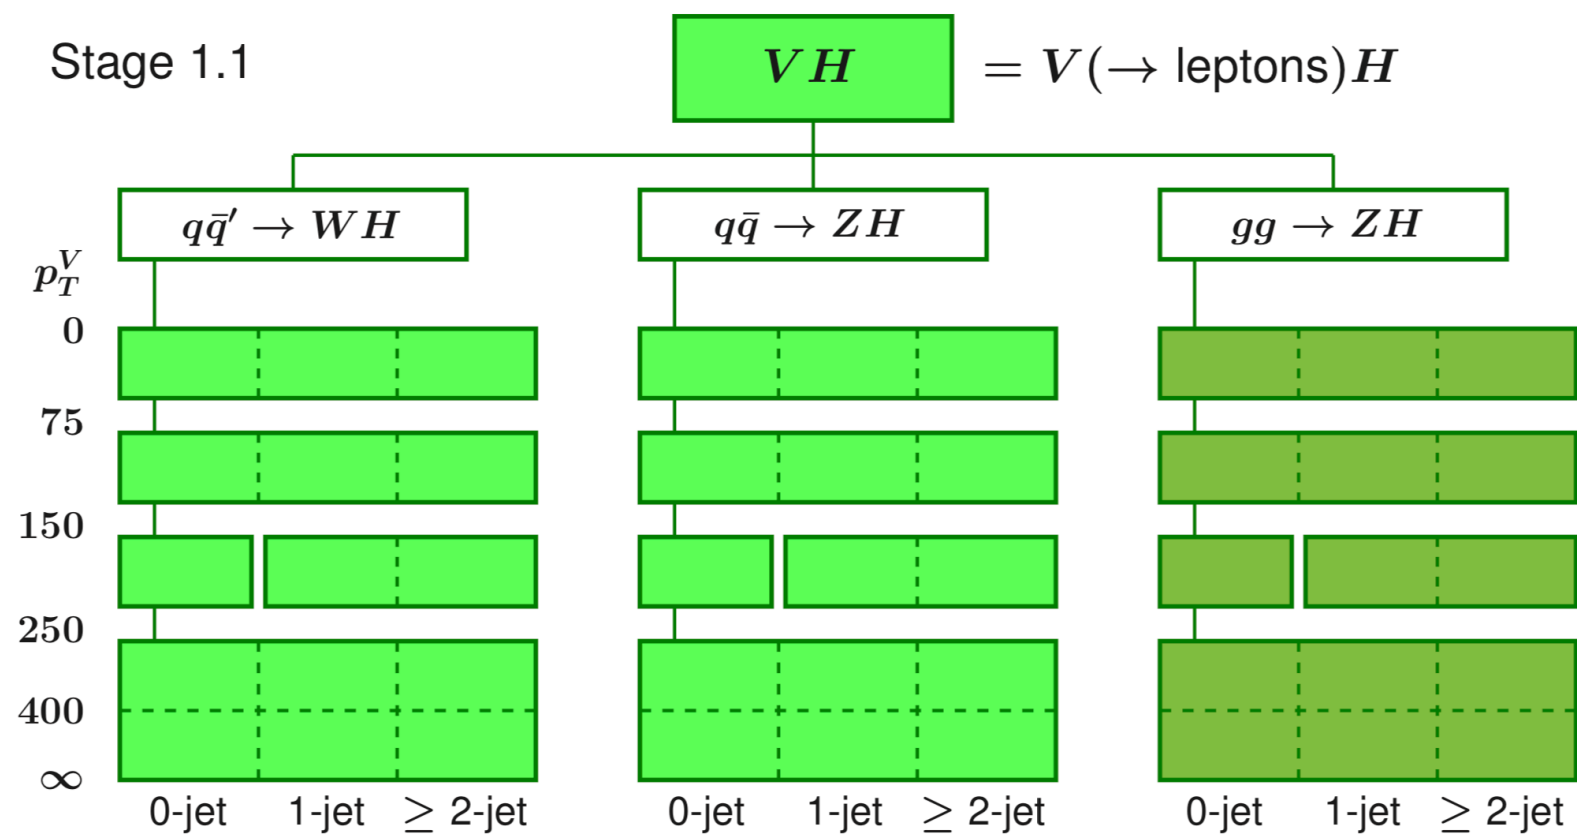 Stage 1.1
VH = V(→ leptons)H
qq̄′ → WH
qq̄ → ZH
gg → ZH
p_T^V
0
75
150
250
400
∞
0-jet 1-jet ≥ 2-jet 0-jet 1-jet ≥ 2-jet 0-jet 1-jet ≥ 2-jet